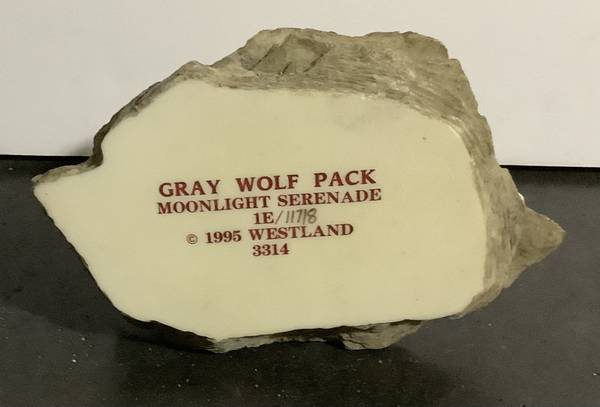 GRAY WOLF PACK
MOONLIGHT SERENADE
1E/11718
© 1995 WESTLAND
3314